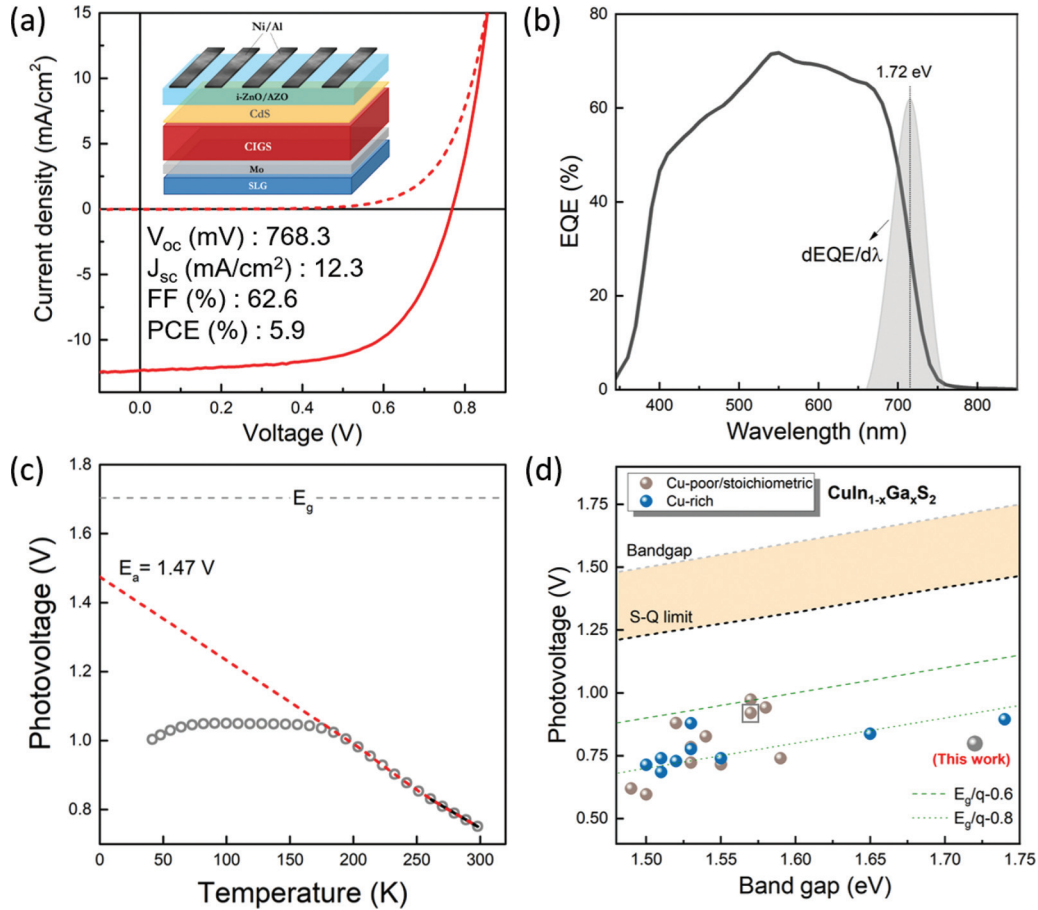 (a)
15
10
5
0
-5
-10
Current density (mA/cm²)
Ni/Al
i-ZnO/AZO
CdS
CIGS
Mo
SLG
V_oc (mV) : 768.3
J_sc (mA/cm²) : 12.3
FF (%) : 62.6
PCE (%) : 5.9
0.0 0.2 0.4 0.6 0.8
Voltage (V)
(b)
80
60
40
20
0
EQE (%)
1.72 eV
dEQE/dλ
400 500 600 700 800
Wavelength (nm)
(c)
1.8
1.6
1.4
1.2
1.0
0.8
Photovoltage (V)
E_g
E_a= 1.47 V
0 50 100 150 200 250 300
Temperature (K)
(d)
1.75
1.50
1.25
1.00
0.75
0.50
Photovoltage (V)
Cu-poor/stoichiometric
Cu-rich
CuIn₁₋ₓGaₓS₂
Bandgap
S-Q limit
(This work)
E_g/q-0.6
E_g/q-0.8
1.50 1.55 1.60 1.65 1.70 1.75
Band gap (eV)